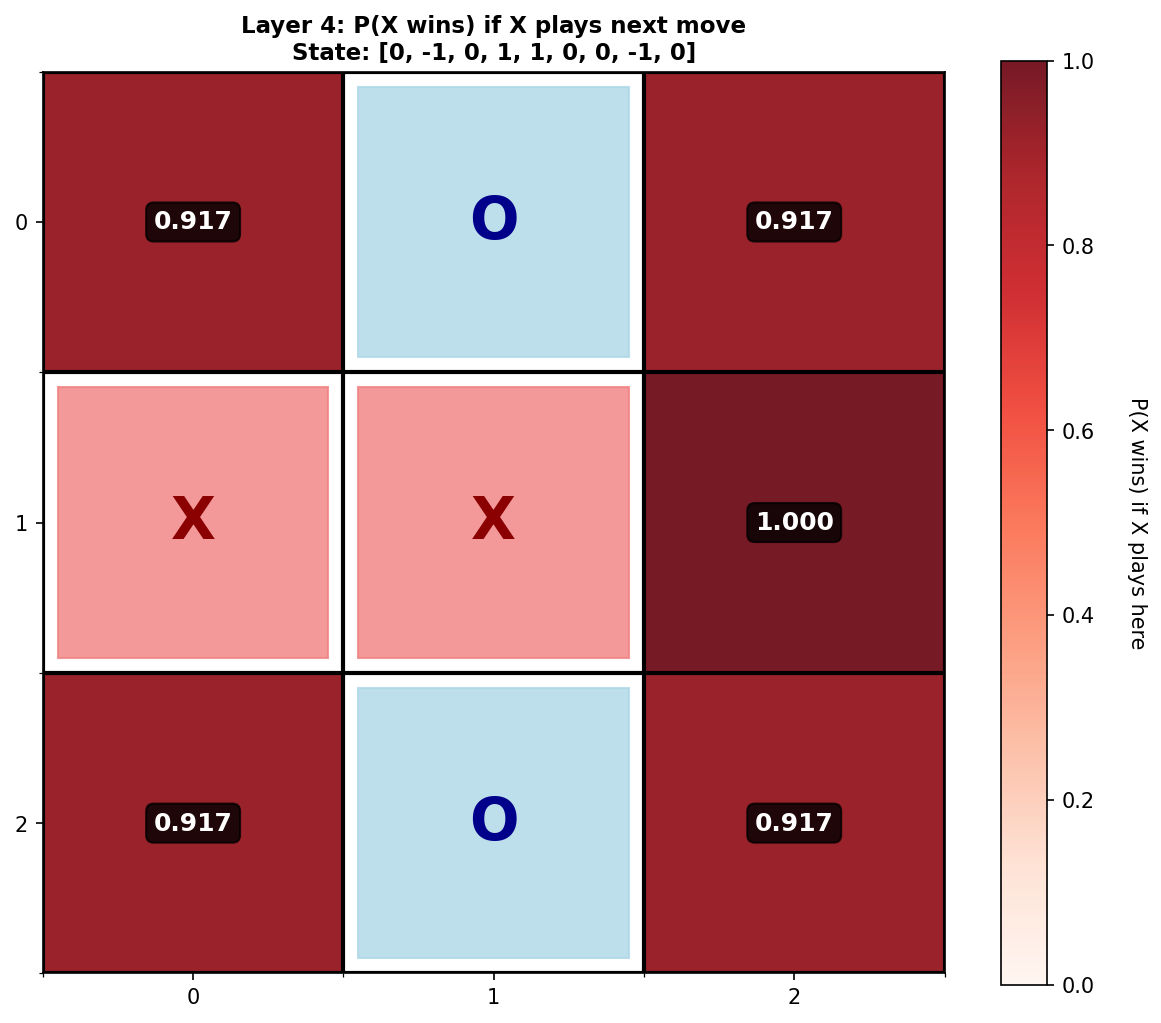 Layer 4: P(X wins) if X plays next move
State: [0, -1, 0, 1, 1, 0, 0, -1, 0]
0
0.917
O
0.917
1
X
X
1.000
2
0.917
O
0.917
0
1
2
1.0
0.8
0.6
0.4
0.2
0.0
P(X wins) if X plays here